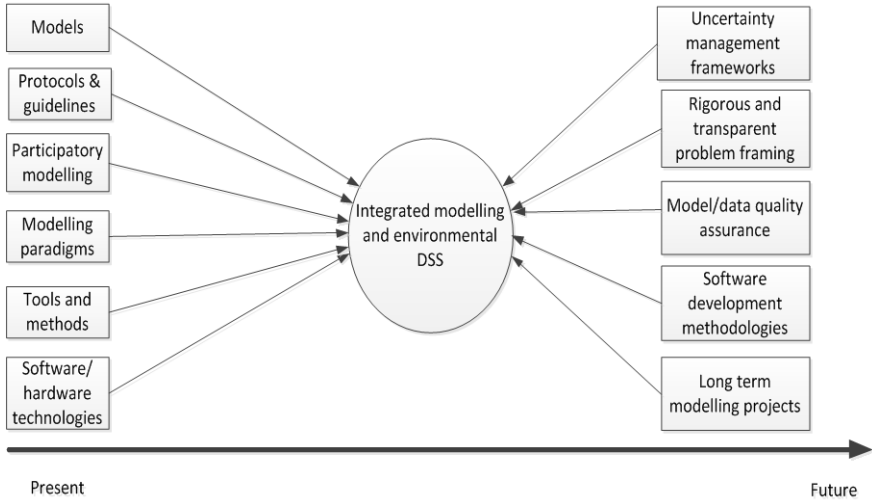 Models
Protocols &
guidelines
Participatory
modelling
Modelling
paradigms
Tools and
methods
Software/
hardware
technologies
Integrated modelling
and environmental
DSS
Uncertainty
management
frameworks
Rigorous and
transparent
problem framing
Model/data quality
assurance
Software
development
methodologies
Long term
modelling projects
Present
Future